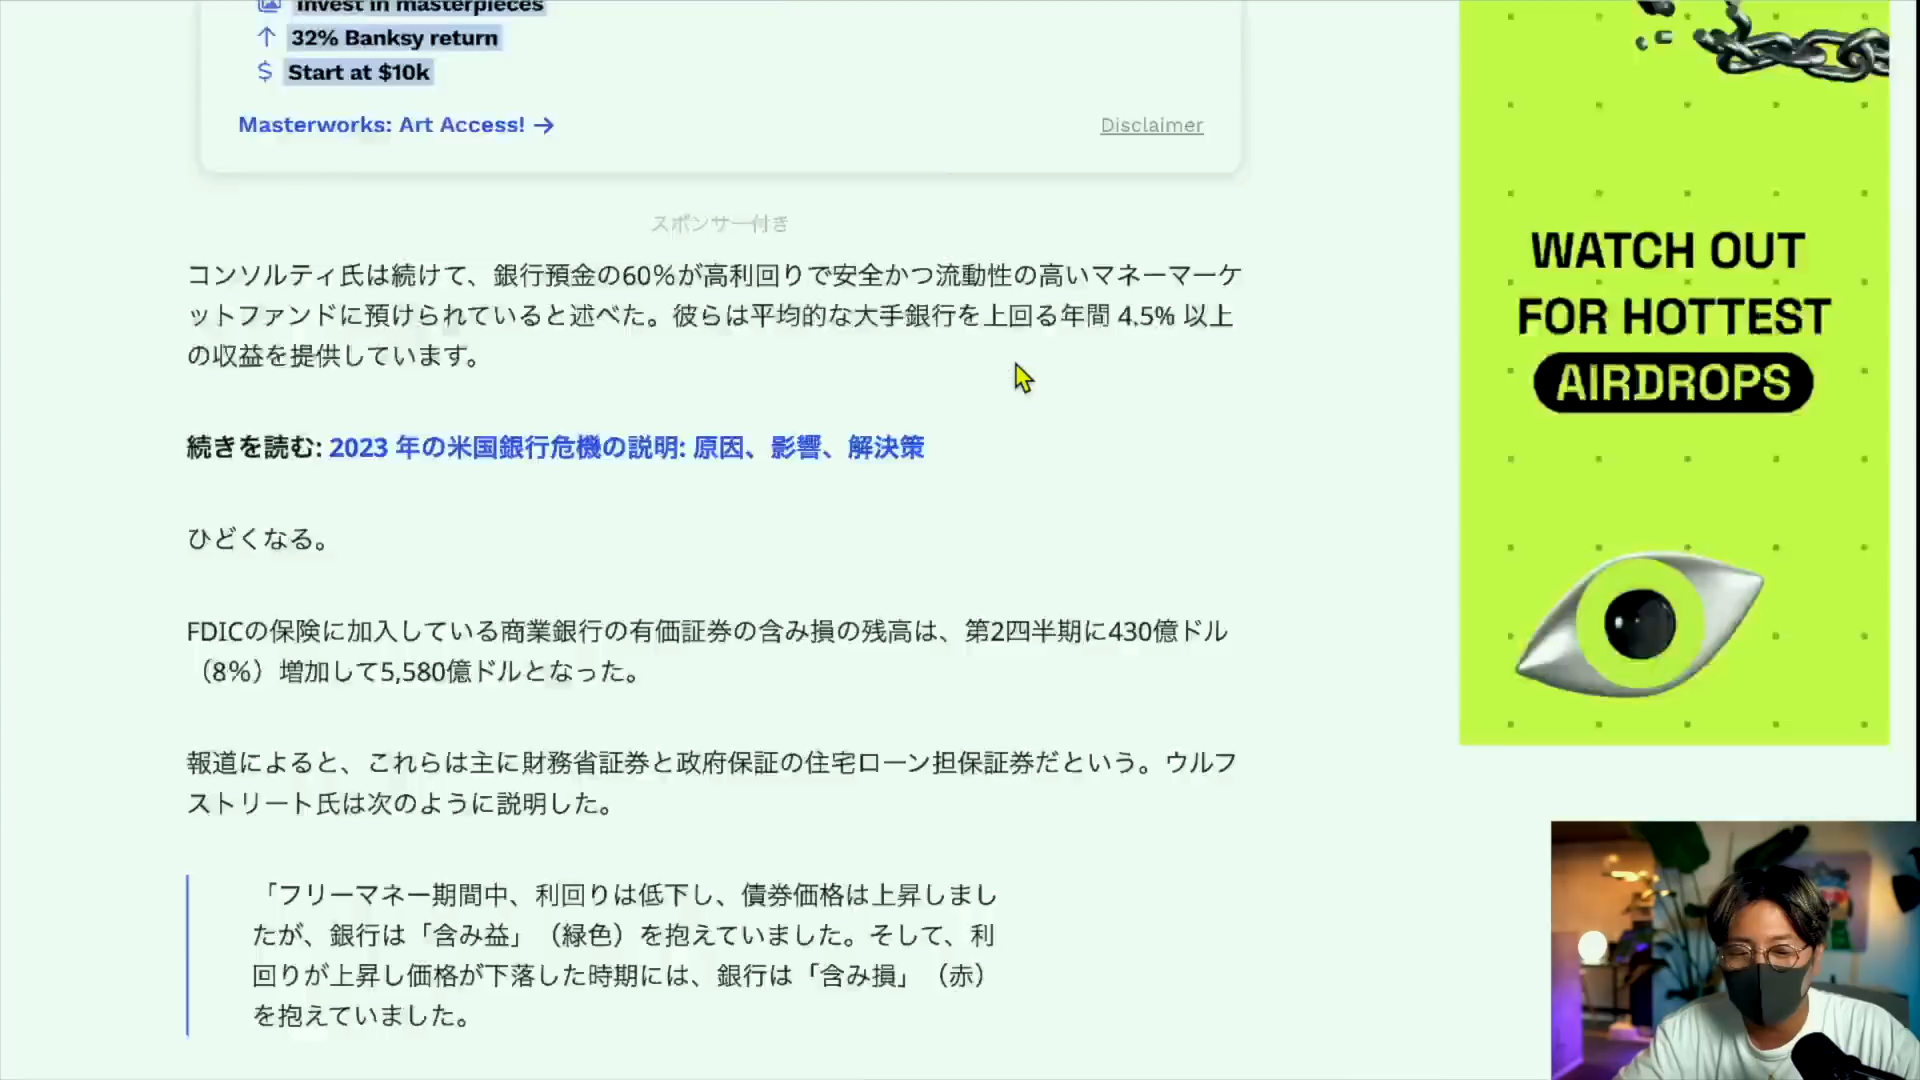 Invest in masterpieces
32% Banksy return
Start at $10k
Masterworks: Art Access!
Disclaimer
スポンサー付き
コンソルティ氏は続けて、銀行預金の60%が高利回りで安全かつ流動性の高いマネーマーケ
ットファンドに預けられていると述べた。彼らは平均的な大手銀行を上回る年間 4.5% 以上
の収益を提供しています。
続きを読む: 2023 年の米国銀行危機の説明: 原因、影響、解決策
ひどくなる。
FDICの保険に加入している商業銀行の有価証券の含み損の残高は、第2四半期に430億ドル
（8%）増加して5,580億ドルとなった。
報道によると、これらは主に財務省証券と政府保証の住宅ローン担保証券だという。ウルフ
ストリート氏は次のように説明した。
「フリーマネー期間中、利回りは低下し、債券価格は上昇しまし
たが、銀行は「含み益」（緑色）を抱えていました。そして、利
回りが上昇し価格が下落した時期には、銀行は「含み損」（赤）
を抱えていました。
WATCH OUT
FOR HOTTEST
AIRDROPS